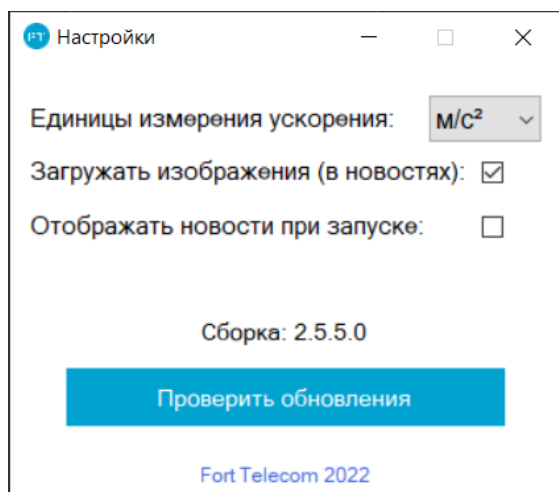 FT Настройки
Единицы измерения ускорения: м/с²
Загружать изображения (в новостях):
Отображать новости при запуске:
Сборка: 2.5.5.0
Проверить обновления
Fort Telecom 2022